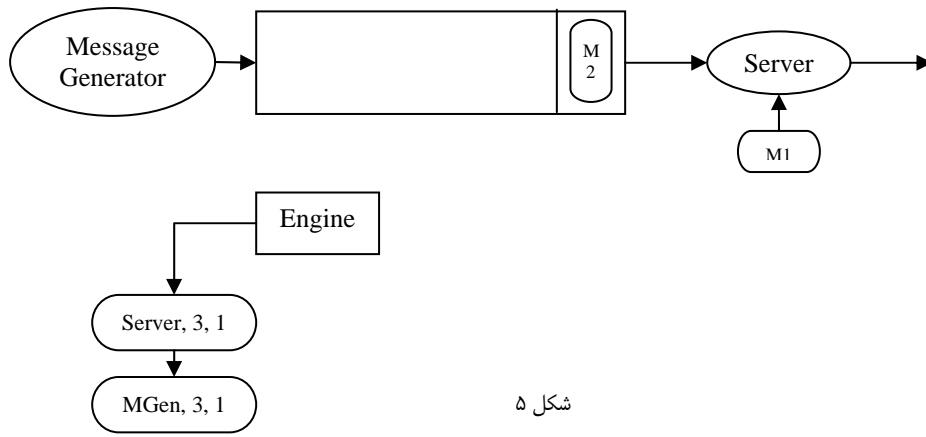 Message
Generator
M
2
Server
M1
Engine
Server, 3, 1
MGen, 3, 1
شکل ۵